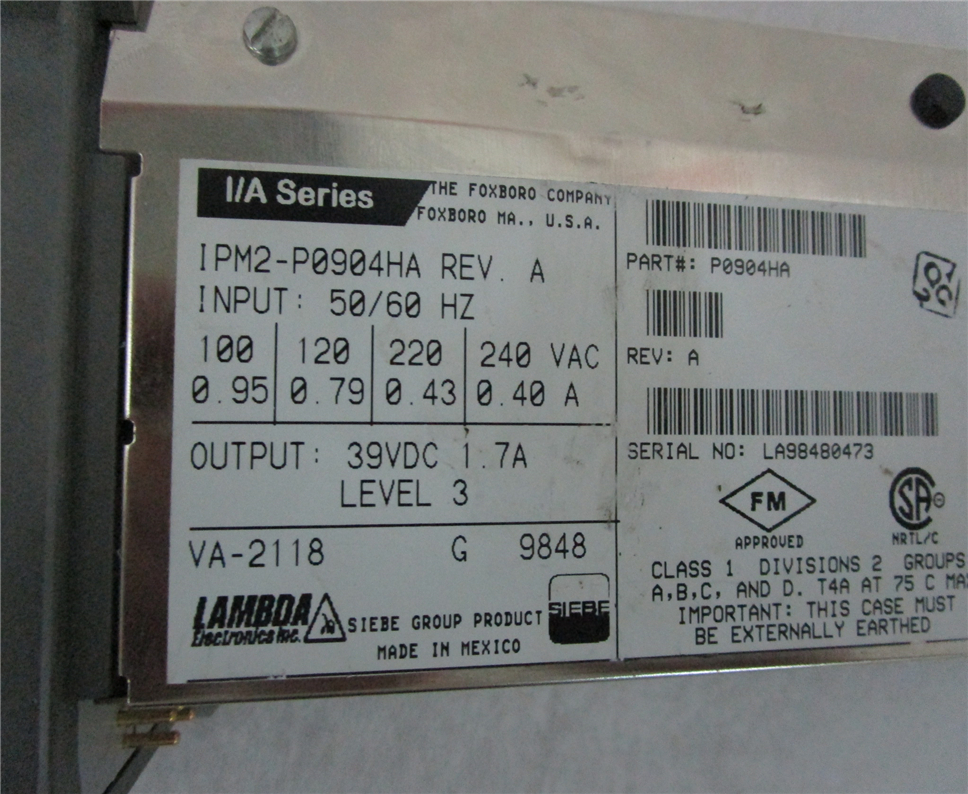 I/A Series
THE FOXBORO COMPANY
FOXBORO MA., U.S.A.
IPM2-P0904HA REV. A
INPUT: 50/60 HZ
100 120 220 240 VAC
0.95 0.79 0.43 0.40 A
OUTPUT: 39VDC 1.7A
LEVEL 3
VA-2118 G 9848
LAMBDA
Electronics Inc.
SIEBE GROUP PRODUCT
SIEBE
MADE IN MEXICO
PART#: P0904HA
QC
REV: A
SERIAL NO: LA98480473
FM
APPROVED
SA
NRTL/C
CLASS 1 DIVISIONS 2 GROUPS
A,B,C, AND D. T4A AT 75 C MAX
IMPORTANT: THIS CASE MUST
BE EXTERNALLY EARTHED